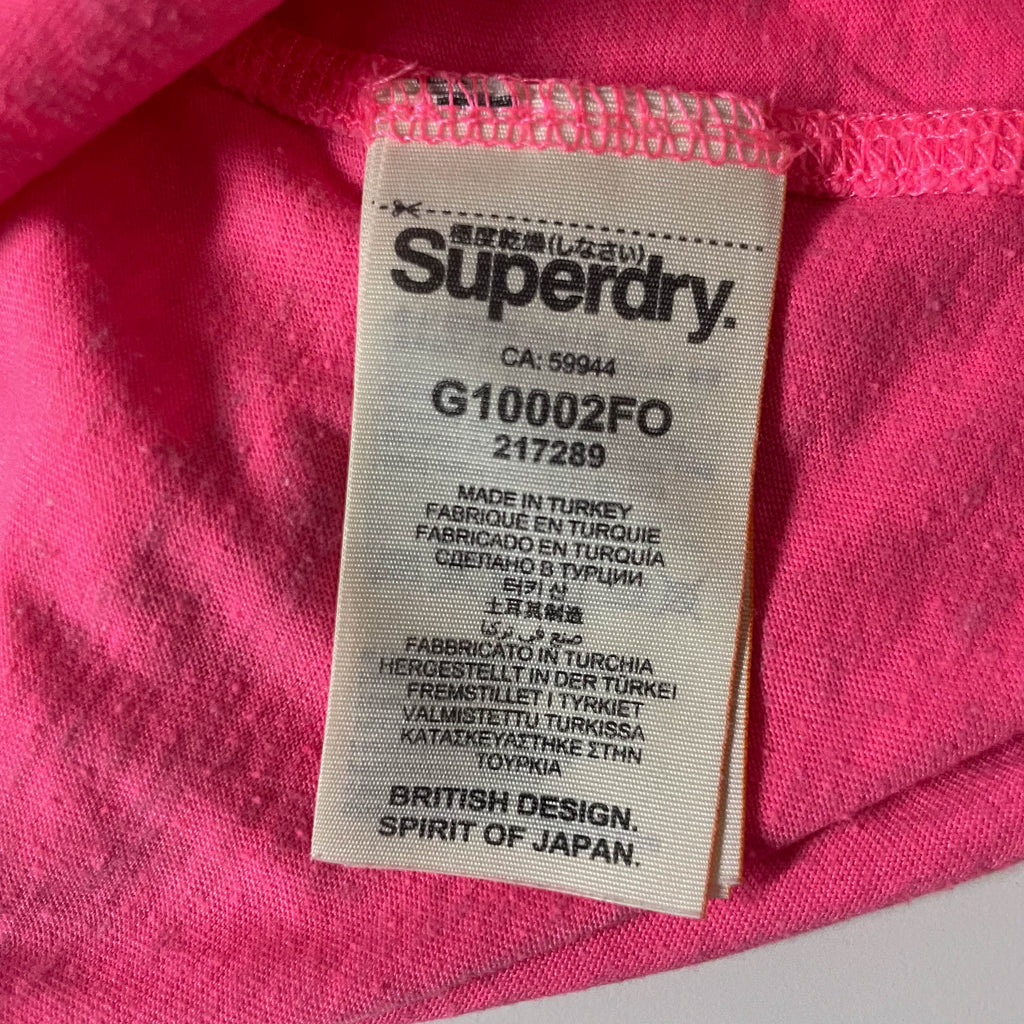 極度乾燥(しなさい)
Superdry.
CA: 59944
G10002FO
217289
MADE IN TURKEY
FABRIQUÉ EN TURQUIE
FABRICADO EN TURQUÍA
СДЕЛАНО В ТУРЦИИ
터키 산
土耳其制造
صنع في تركيا
FABBRICATO IN TURCHIA
HERGESTELLT IN DER TÜRKEI
FREMSTILLET I TYRKIET
VALMISTETTU TURKISSA
ΚΑΤΑΣΚΕΥΑΣΤΗΚΕ ΣΤΗΝ
ΤΟΥΡΚΙΑ
BRITISH DESIGN.
SPIRIT OF JAPAN.